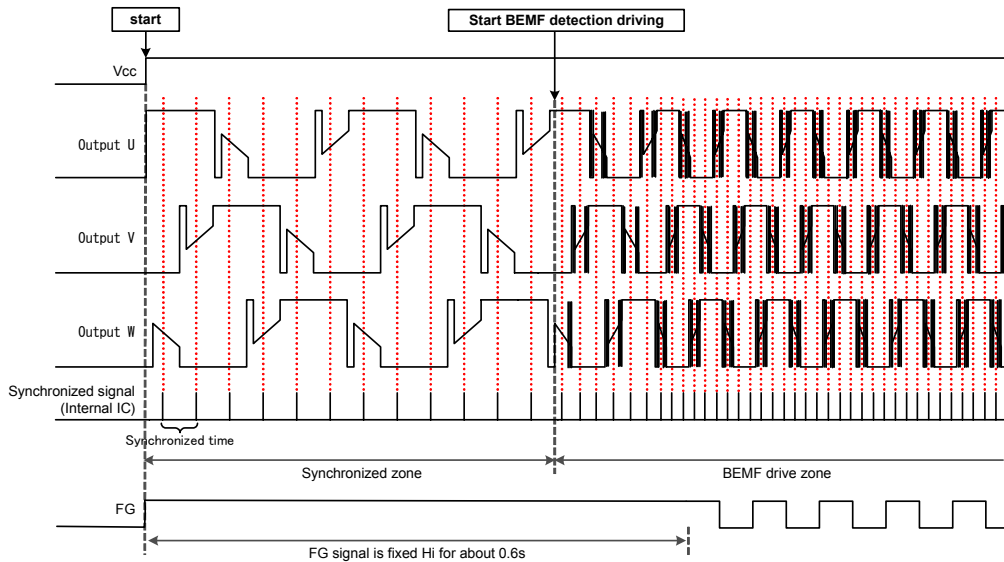 start
Start BEMF detection driving
Vcc
Output U
Output V
Output W
Synchronized signal
(Internal IC)
Synchronized time
Synchronized zone
BEMF drive zone
FG
FG signal is fixed Hi for about 0.6s